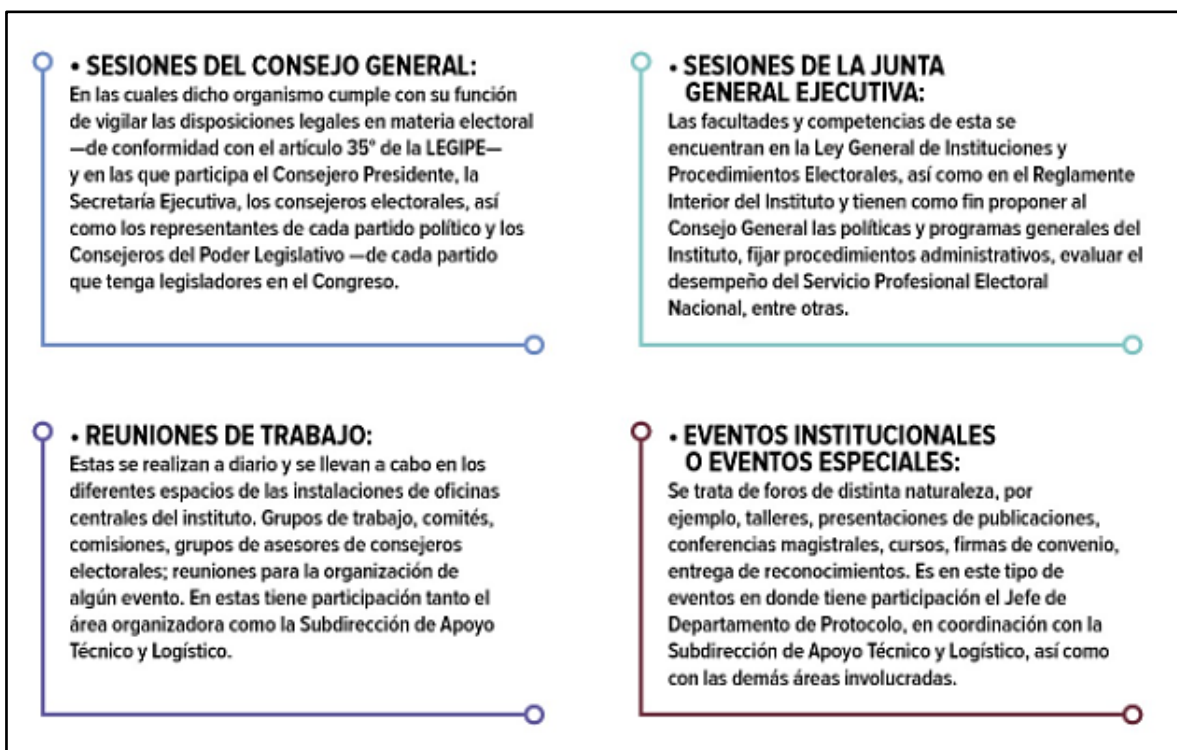 • SESIONES DEL CONSEJO GENERAL:
En las cuales dicho organismo cumple con su función
de vigilar las disposiciones legales en materia electoral
—de conformidad con el artículo 35° de la LEGIPE—
y en las que participa el Consejero Presidente, la
Secretaría Ejecutiva, los consejeros electorales, así
como los representantes de cada partido político y los
Consejeros del Poder Legislativo —de cada partido
que tenga legisladores en el Congreso.
• SESIONES DE LA JUNTA
GENERAL EJECUTIVA:
Las facultades y competencias de esta se
encuentran en la Ley General de Instituciones y
Procedimientos Electorales, así como en el Reglamente
Interior del Instituto y tienen como fin proponer al
Consejo General las políticas y programas generales del
Instituto, fijar procedimientos administrativos, evaluar el
desempeño del Servicio Profesional Electoral
Nacional, entre otras.
• REUNIONES DE TRABAJO:
Estas se realizan a diario y se llevan a cabo en los
diferentes espacios de las instalaciones de oficinas
centrales del instituto. Grupos de trabajo, comités,
comisiones, grupos de asesores de consejeros
electorales; reuniones para la organización de
algún evento. En estas tiene participación tanto el
área organizadora como la Subdirección de Apoyo
Técnico y Logístico.
• EVENTOS INSTITUCIONALES
O EVENTOS ESPECIALES:
Se trata de foros de distinta naturaleza, por
ejemplo, talleres, presentaciones de publicaciones,
conferencias magistrales, cursos, firmas de convenio,
entrega de reconocimientos. Es en este tipo de
eventos en donde tiene participación el Jefe de
Departamento de Protocolo, en coordinación con la
Subdirección de Apoyo Técnico y Logístico, así como
con las demás áreas involucradas.